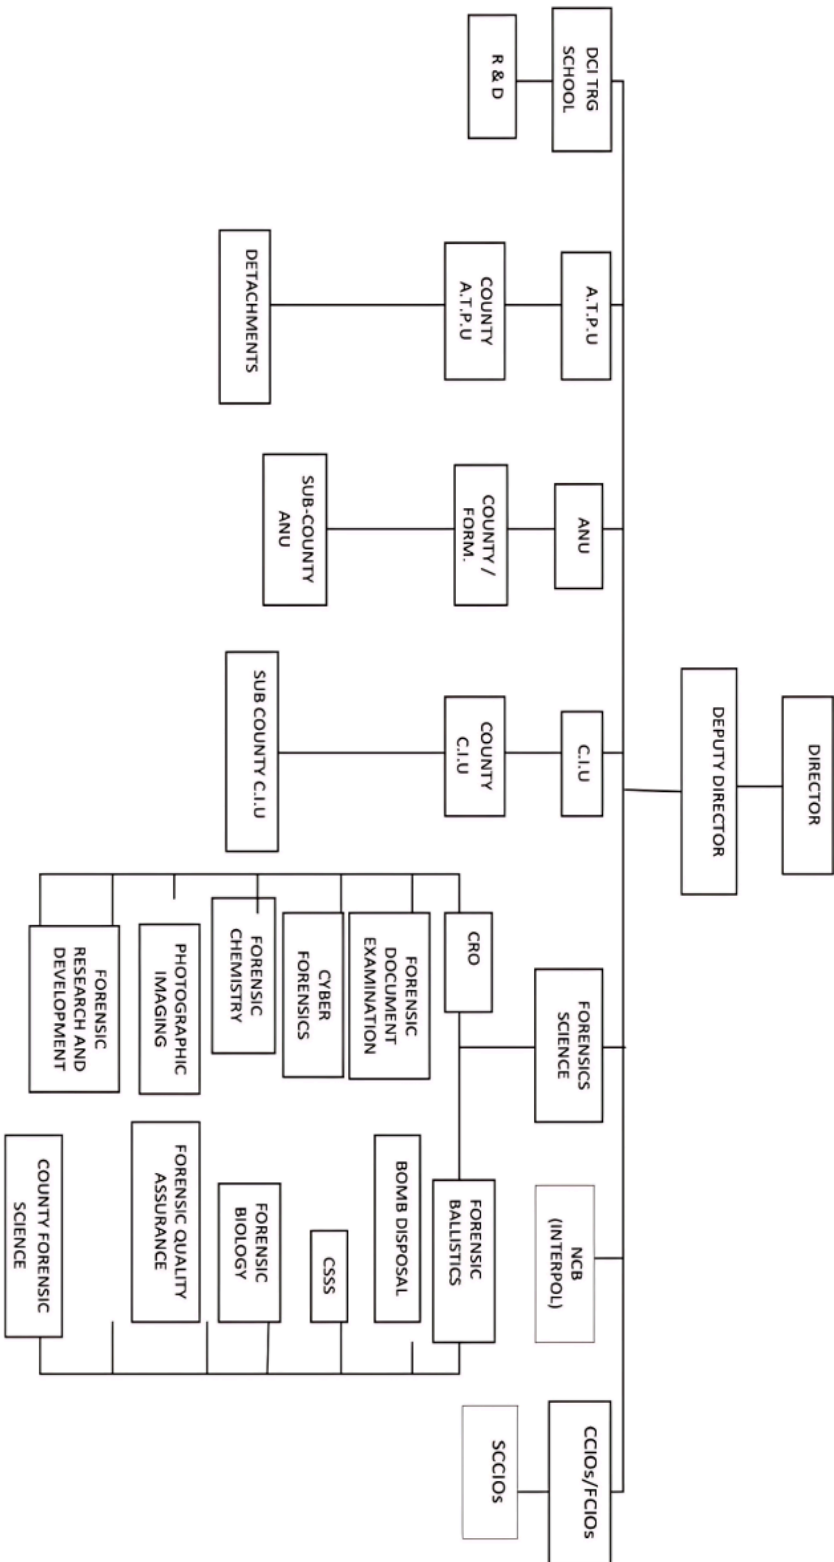 DIRECTOR
DEPUTY DIRECTOR
DCI TRG
SCHOOL
R & D
A.T.P.U
COUNTY
A.T.P.U
DETACHMENTS
ANU
COUNTY /
FORM.
SUB-COUNTY
ANU
C.I.U
COUNTY
C.I.U
SUB COUNTY C.I.U
FORENSICS
SCIENCE
CRO
FORENSIC
DOCUMENT
EXAMINATION
CYBER
FORENSICS
FORENSIC
CHEMISTRY
PHOTOGRAPHIC
IMAGING
FORENSIC
RESEARCH AND
DEVELOPMENT
FORENSIC
BALLISTICS
BOMB DISPOSAL
CSSS
FORENSIC
BIOLOGY
FORENSIC QUALITY
ASSURANCE
COUNTY FORENSIC
SCIENCE
NCB
(INTERPOL)
CCIOs/FCIOs
SCCIOs